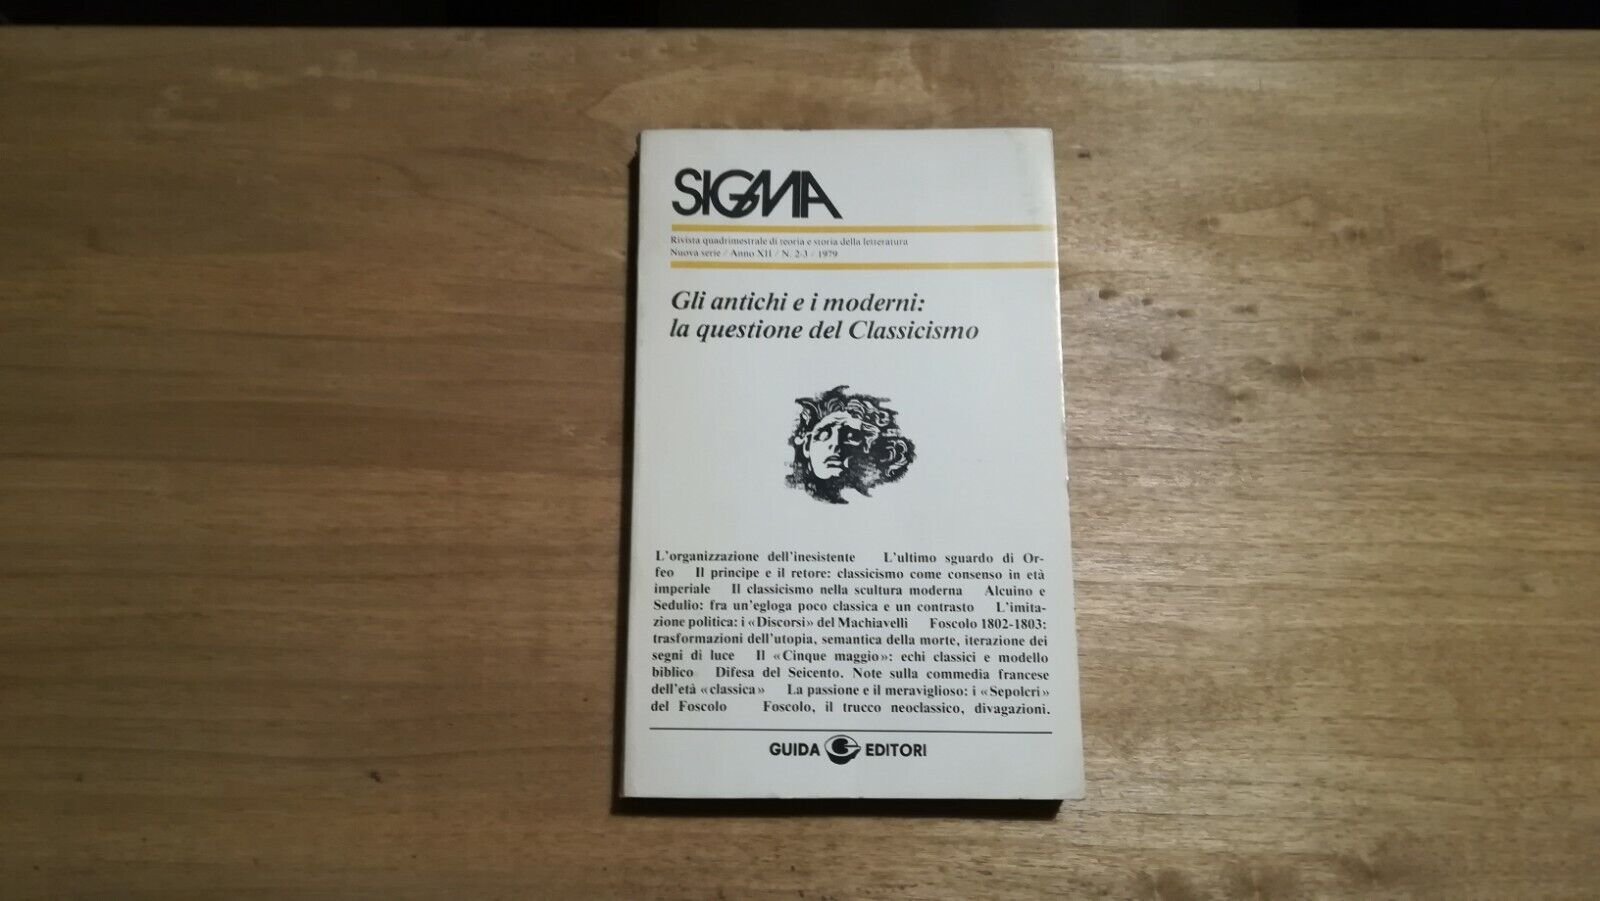 SIGMA
Rivista quadrimestrale di teoria e storia della letteratura
Nuova serie / Anno XII / N. 2-3 / 1979
Gli antichi e i moderni:
la questione del Classicismo
L'organizzazione dell'inesistente L'ultimo sguardo di Or-
feo Il principe e il retore: classicismo come consenso in età
imperiale Il classicismo nella scultura moderna Alcuino e
Sedulio: fra un'egloga poco classica e un contrasto L'imita-
zione politica: i «Discorsi» del Machiavelli Foscolo 1802-1803:
trasformazioni dell'utopia, semantica della morte, iterazione dei
segni di luce Il «Cinque maggio»: echi classici e modello
biblico Difesa del Seicento. Note sulla commedia francese
dell'età «classica» La passione e il meraviglioso: i «Sepolcri»
del Foscolo Foscolo, il trucco neoclassico, divagazioni.
GUIDA EDITORI